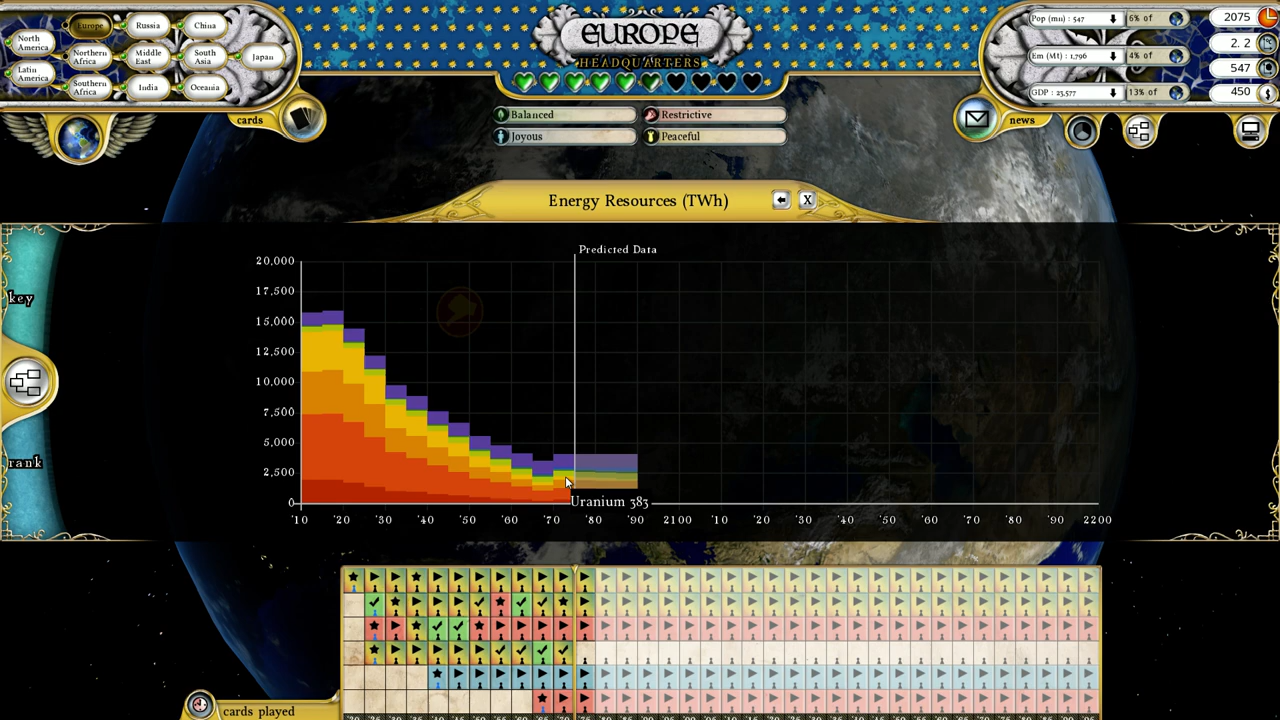 EUROPE
HEADQUARTERS
North America
Europe
Russia
China
Latin America
Northern Africa
Middle East
South Asia
Japan
Southern Africa
India
Oceania
cards
Balanced
Restrictive
Joyous
Peaceful
Pop (mn) : 547
6% of
Em (Mt) : 1,796
4% of
GDP : 23,577
13% of
2075
2. 2
547
450
news
Energy Resources (TWh)
X
key
rank
Predicted Data
20,000
17,500
15,000
12,500
10,000
7,500
5,000
2,500
0
Uranium 383
'10 '20 '30 '40 '50 '60 '70 '80 '90 2100 '10 '20 '30 '40 '50 '60 '70 '80 '90 2200
cards played